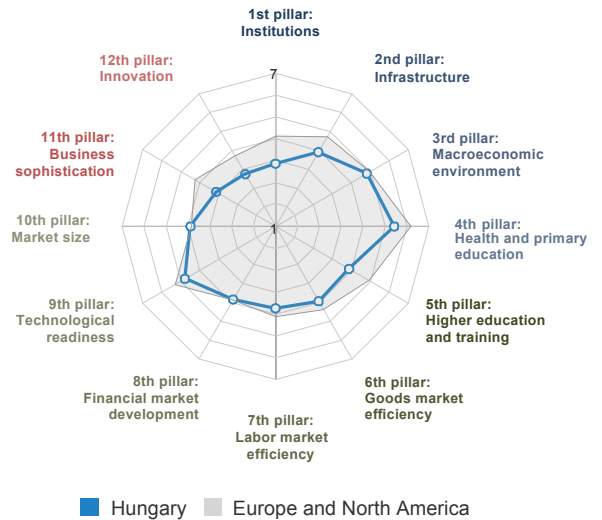 1st pillar:
Institutions
2nd pillar:
Infrastructure
3rd pillar:
Macroeconomic
environment
4th pillar:
Health and primary
education
5th pillar:
Higher education
and training
6th pillar:
Goods market
efficiency
7th pillar:
Labor market
efficiency
8th pillar:
Financial market
development
9th pillar:
Technological
readiness
10th pillar:
Market size
11th pillar:
Business
sophistication
12th pillar:
Innovation
7
1
Hungary
Europe and North America